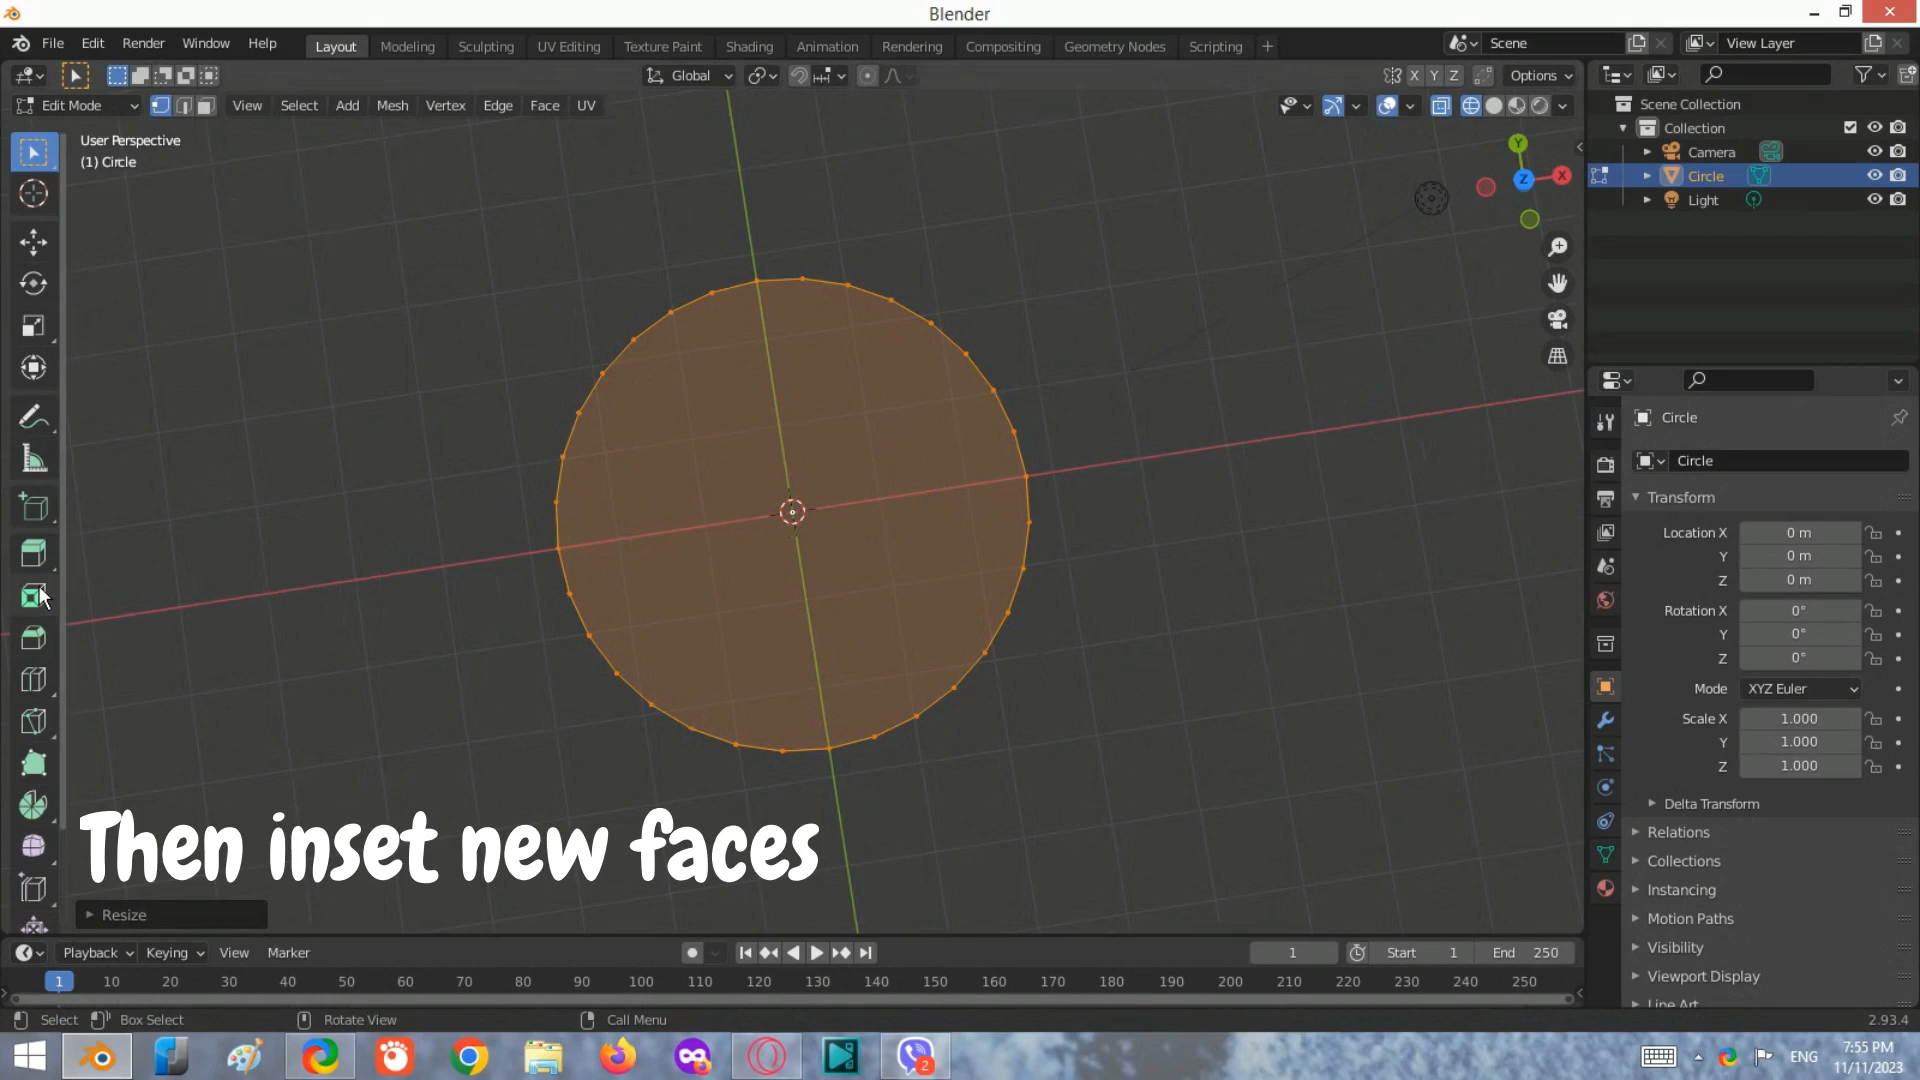 Blender
File Edit Render Window Help Layout Modeling Sculpting UV Editing Texture Paint Shading Animation Rendering Compositing Geometry Nodes Scripting + Scene View Layer
Global X Y Z Options
Edit Mode View Select Add Mesh Vertex Edge Face UV
Scene Collection
Collection
Camera
Circle
Light
User Perspective
(1) Circle
Y
X
Z
Circle
Circle
Transform
Location X 0 m
Y 0 m
Z 0 m
Rotation X 0°
Y 0°
Z 0°
Mode XYZ Euler
Scale X 1.000
Y 1.000
Z 1.000
Delta Transform
Relations
Collections
Instancing
Motion Paths
Visibility
Viewport Display
Line Art
Then inset new faces
Resize
Playback Keying View Marker 1 Start 1 End 250
1 10 20 30 40 50 60 70 80 90 100 110 120 130 140 150 160 170 180 190 200 210 220 230 240 250
Select Box Select Rotate View Call Menu 2.93.4
2
ENG
7:55 PM
11/11/2023